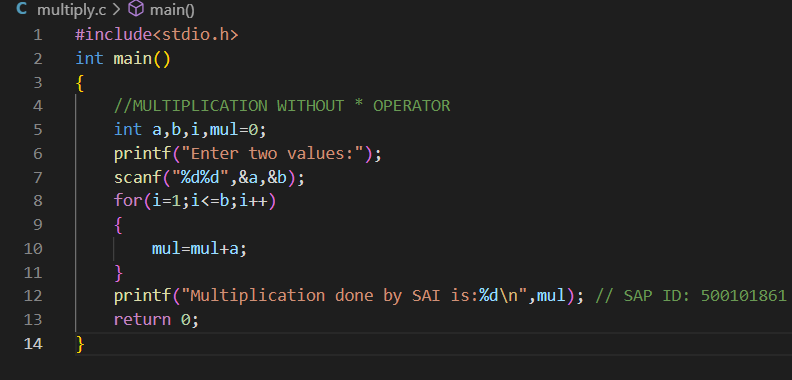 C multiply.c > main()
1 #include<stdio.h>
2 int main()
3 {
4 //MULTIPLICATION WITHOUT * OPERATOR
5 int a,b,i,mul=0;
6 printf("Enter two values:");
7 scanf("%d%d",&a,&b);
8 for(i=1;i<=b;i++)
9 {
10 mul=mul+a;
11 }
12 printf("Multiplication done by SAI is:%d\n",mul); // SAP ID: 500101861
13 return 0;
14 }